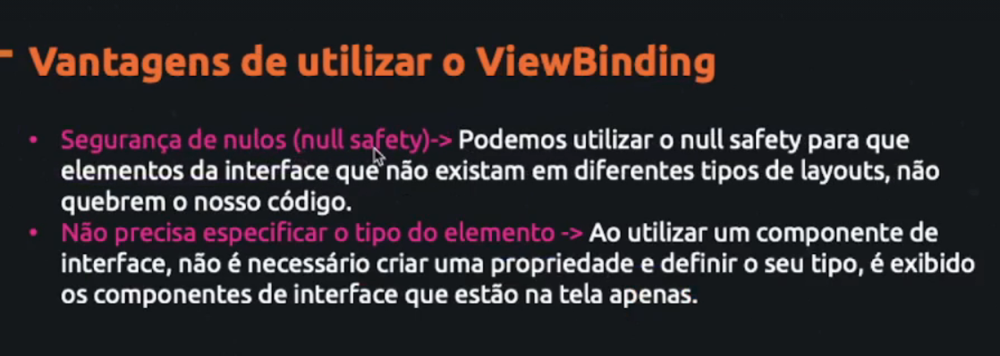 Vantagens de utilizar o ViewBinding
• Segurança de nulos (null safety)-> Podemos utilizar o null safety para que
elementos da interface que não existam em diferentes tipos de layouts, não
quebrem o nosso código.
• Não precisa especificar o tipo do elemento -> Ao utilizar um componente de
interface, não é necessário criar uma propriedade e definir o seu tipo, é exibido
os componentes de interface que estão na tela apenas.